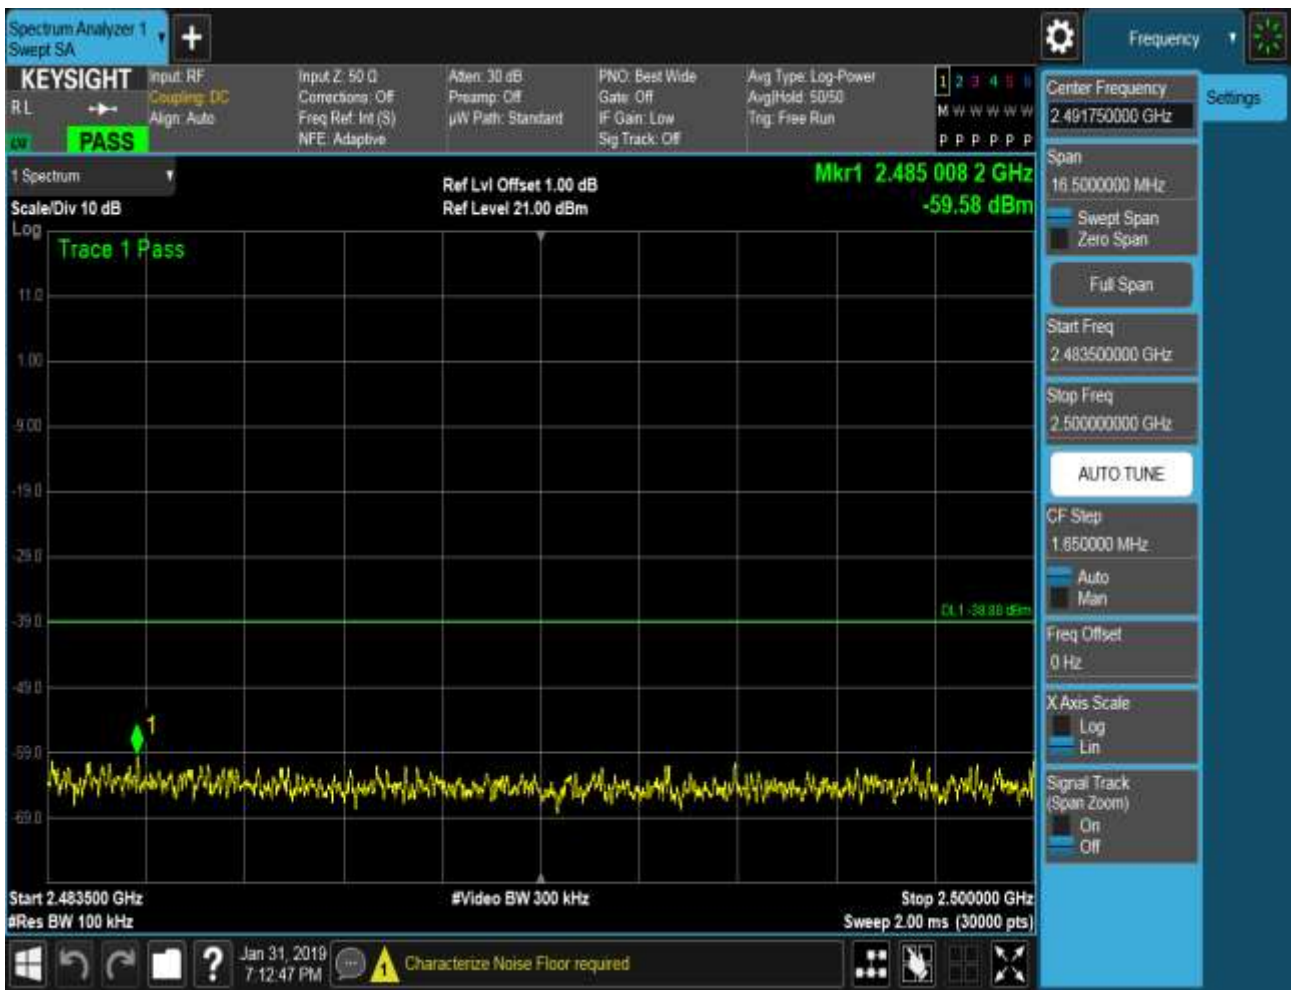 Spectrum Analyzer 1
Swept SA
Frequency
KEYSIGHT
R L
PASS
Input: RF
Coupling: DC
Align: Auto
Input Z: 50 Ω
Corrections: Off
Freq Ref: Int (S)
NFE: Adaptive
Atten: 30 dB
Preamp: Off
µW Path: Standard
PNO: Best Wide
Gate: Off
IF Gain: Low
Sig Track: Off
Avg Type: Log-Power
Avg|Hold: 50/50
Trig: Free Run
1 2 3 4 5 6
M W W W W W
P P P P P P
1 Spectrum
Scale/Div 10 dB
Log
Ref Lvl Offset 1.00 dB
Ref Level 21.00 dBm
Mkr1 2.485 008 2 GHz
-59.58 dBm
Trace 1 Pass
11.0
1.00
-9.00
-19.0
-29.0
-39.0
-49.0
-59.0
-69.0
DL1 -38.88 dBm
1
Start 2.483500 GHz
#Res BW 100 kHz
#Video BW 300 kHz
Stop 2.500000 GHz
Sweep 2.00 ms (30000 pts)
Center Frequency
2.491750000 GHz
Settings
Span
16.5000000 MHz
Swept Span
Zero Span
Full Span
Start Freq
2.483500000 GHz
Stop Freq
2.500000000 GHz
AUTO TUNE
CF Step
1.650000 MHz
Auto
Man
Freq Offset
0 Hz
X Axis Scale
Log
Lin
Signal Track
(Span Zoom)
On
Off
?
Jan 31, 2019
7:12:47 PM
1
Characterize Noise Floor required